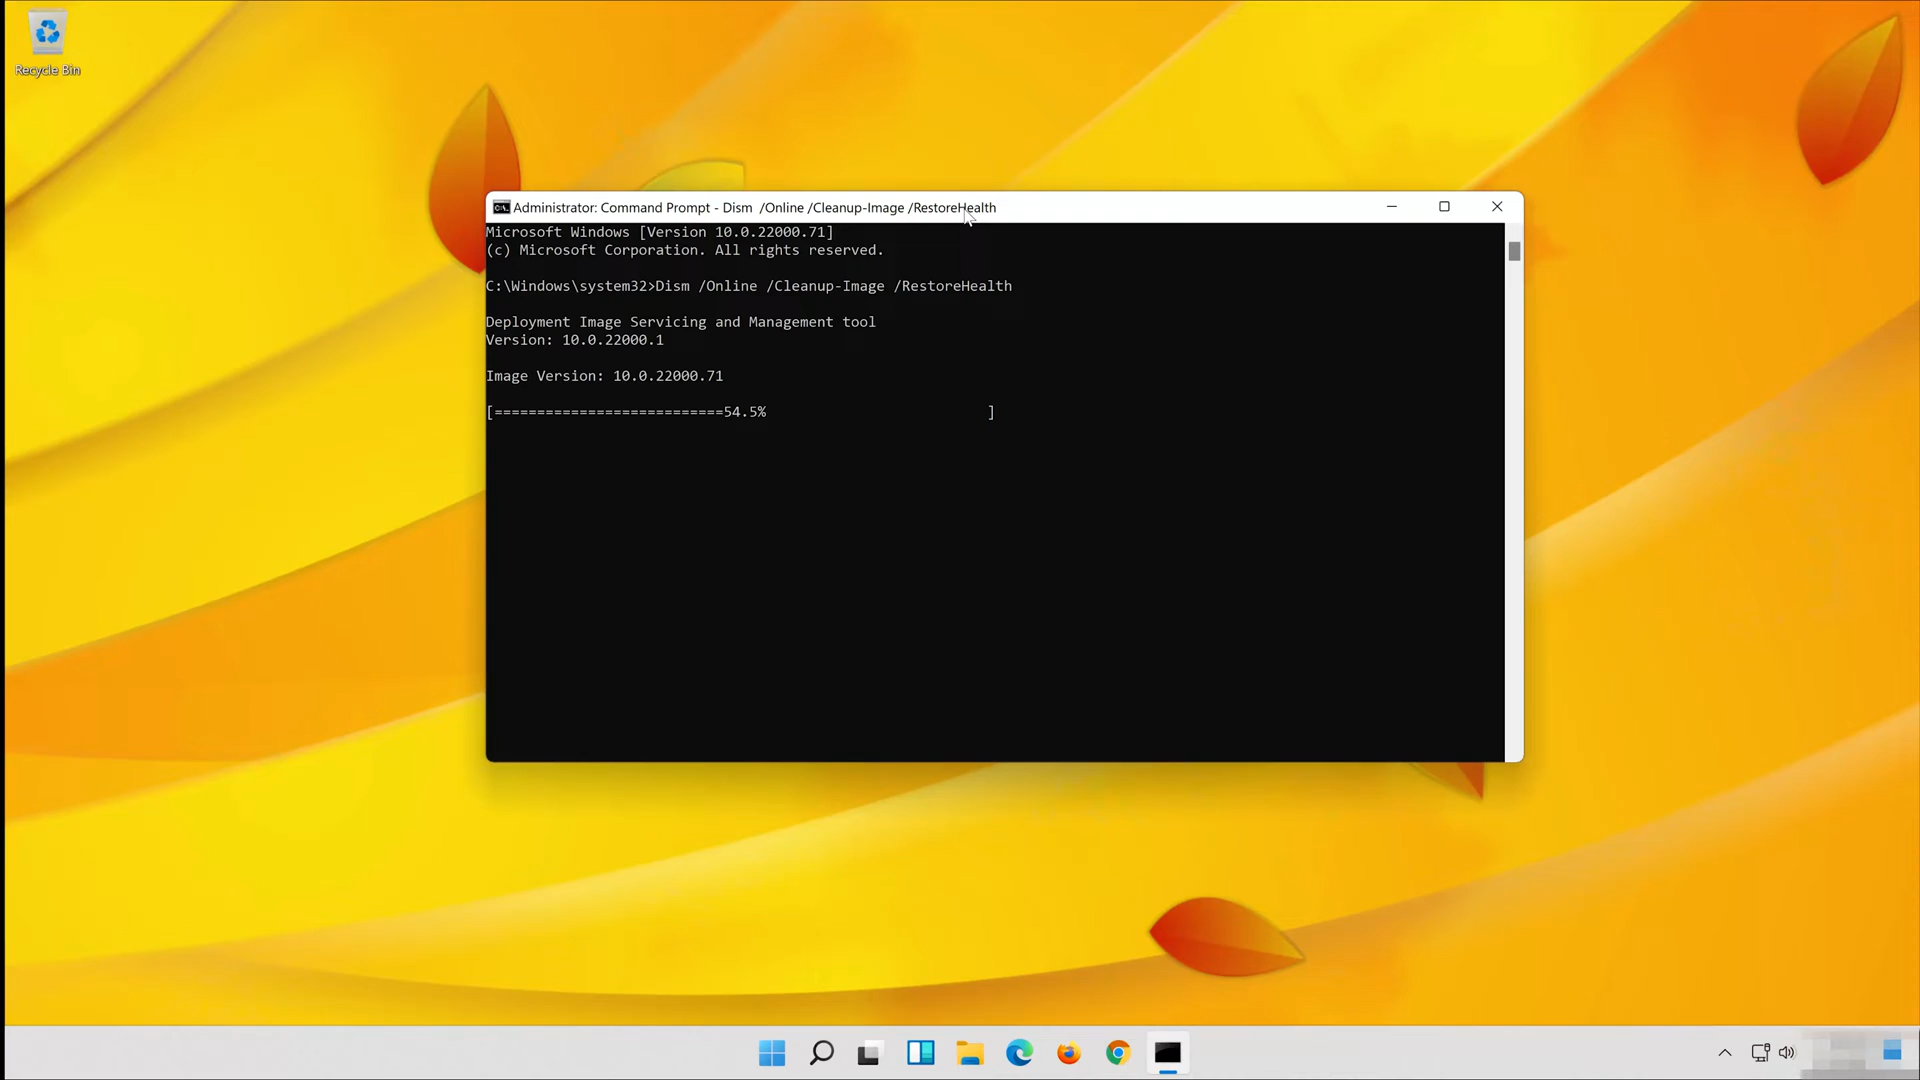 Recycle Bin
Administrator: Command Prompt - Dism  /Online /Cleanup-Image /RestoreHealth
Microsoft Windows [Version 10.0.22000.71]
(c) Microsoft Corporation. All rights reserved.
C:\Windows\system32>Dism /Online /Cleanup-Image /RestoreHealth
Deployment Image Servicing and Management tool
Version: 10.0.22000.1
Image Version: 10.0.22000.71
[===========================54.5%                          ]